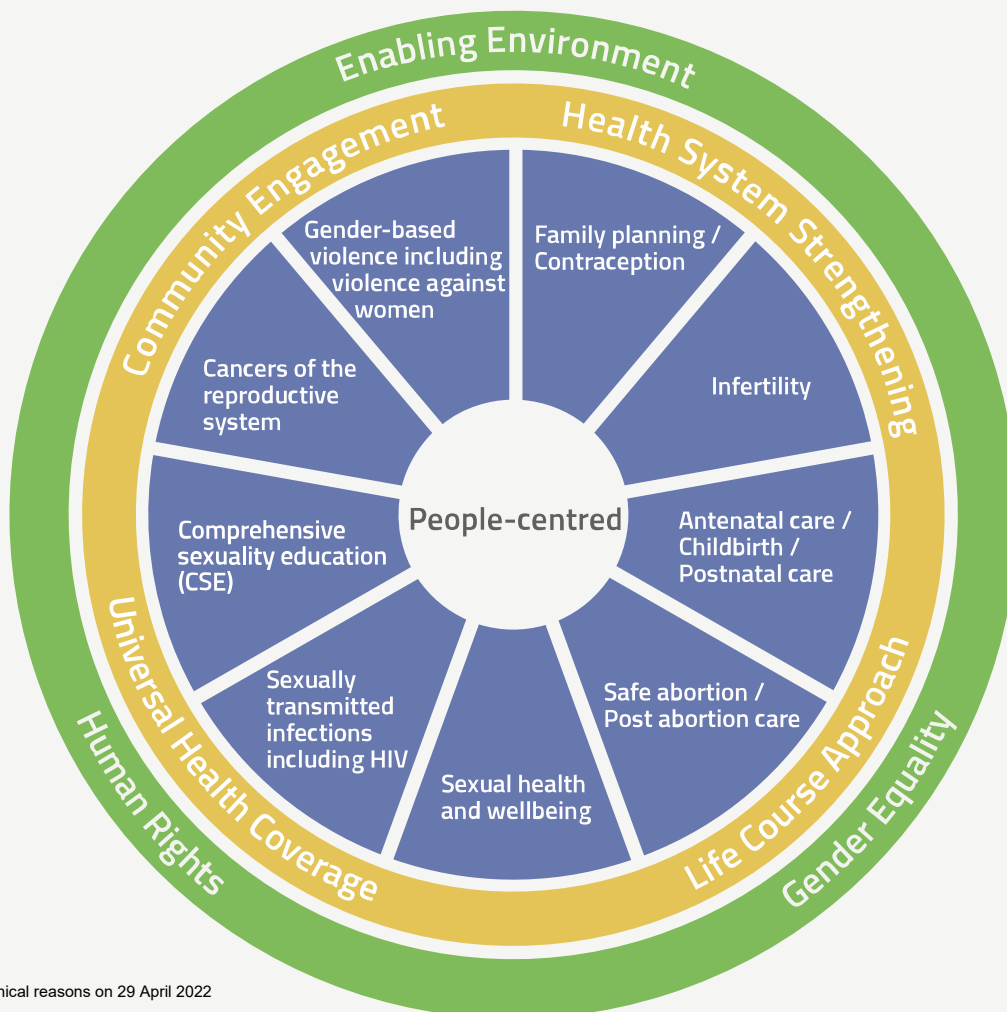 Enabling Environment
Community Engagement
Health System Strengthening
Gender-based
violence including
violence against
women
Family planning /
Contraception
Cancers of the
reproductive
system
Infertility
People-centred
Comprehensive
sexuality education
(CSE)
Antenatal care /
Childbirth /
Postnatal care
Sexually
transmitted
infections
including HIV
Safe abortion /
Post abortion care
Sexual health
and wellbeing
Universal Health Coverage
Life Course Approach
Human Rights
Gender Equality
reasons on 29 April 2022